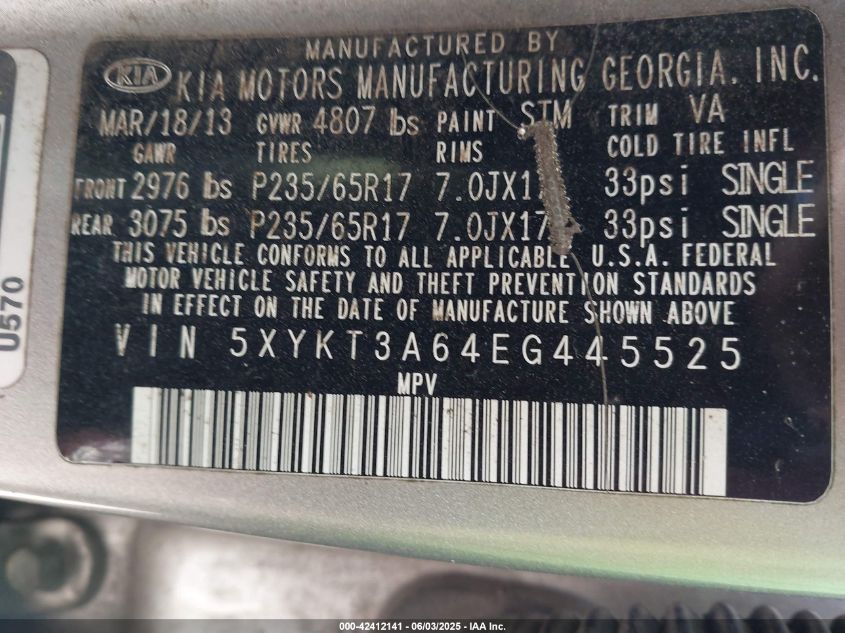 MANUFACTURED BY
KIA KIA MOTORS MANUFACTURING GEORGIA, INC.
MAR/18/13 GVWR 4807 lbs PAINT STM TRIM VA
GAWR TIRES RIMS COLD TIRE INFL
FRONT 2976 lbs P235/65R17 7.0JX17 33psi SINGLE
REAR 3075 lbs P235/65R17 7.0JX17 33psi SINGLE
THIS VEHICLE CONFORMS TO ALL APPLICABLE U.S.A. FEDERAL
MOTOR VEHICLE SAFETY AND THEFT PREVENTION STANDARDS
IN EFFECT ON THE DATE OF MANUFACTURE SHOWN ABOVE
VIN 5XYKT3A64EG445525
MPV
U570
000-42412141 - 06/03/2025 - IAA Inc.